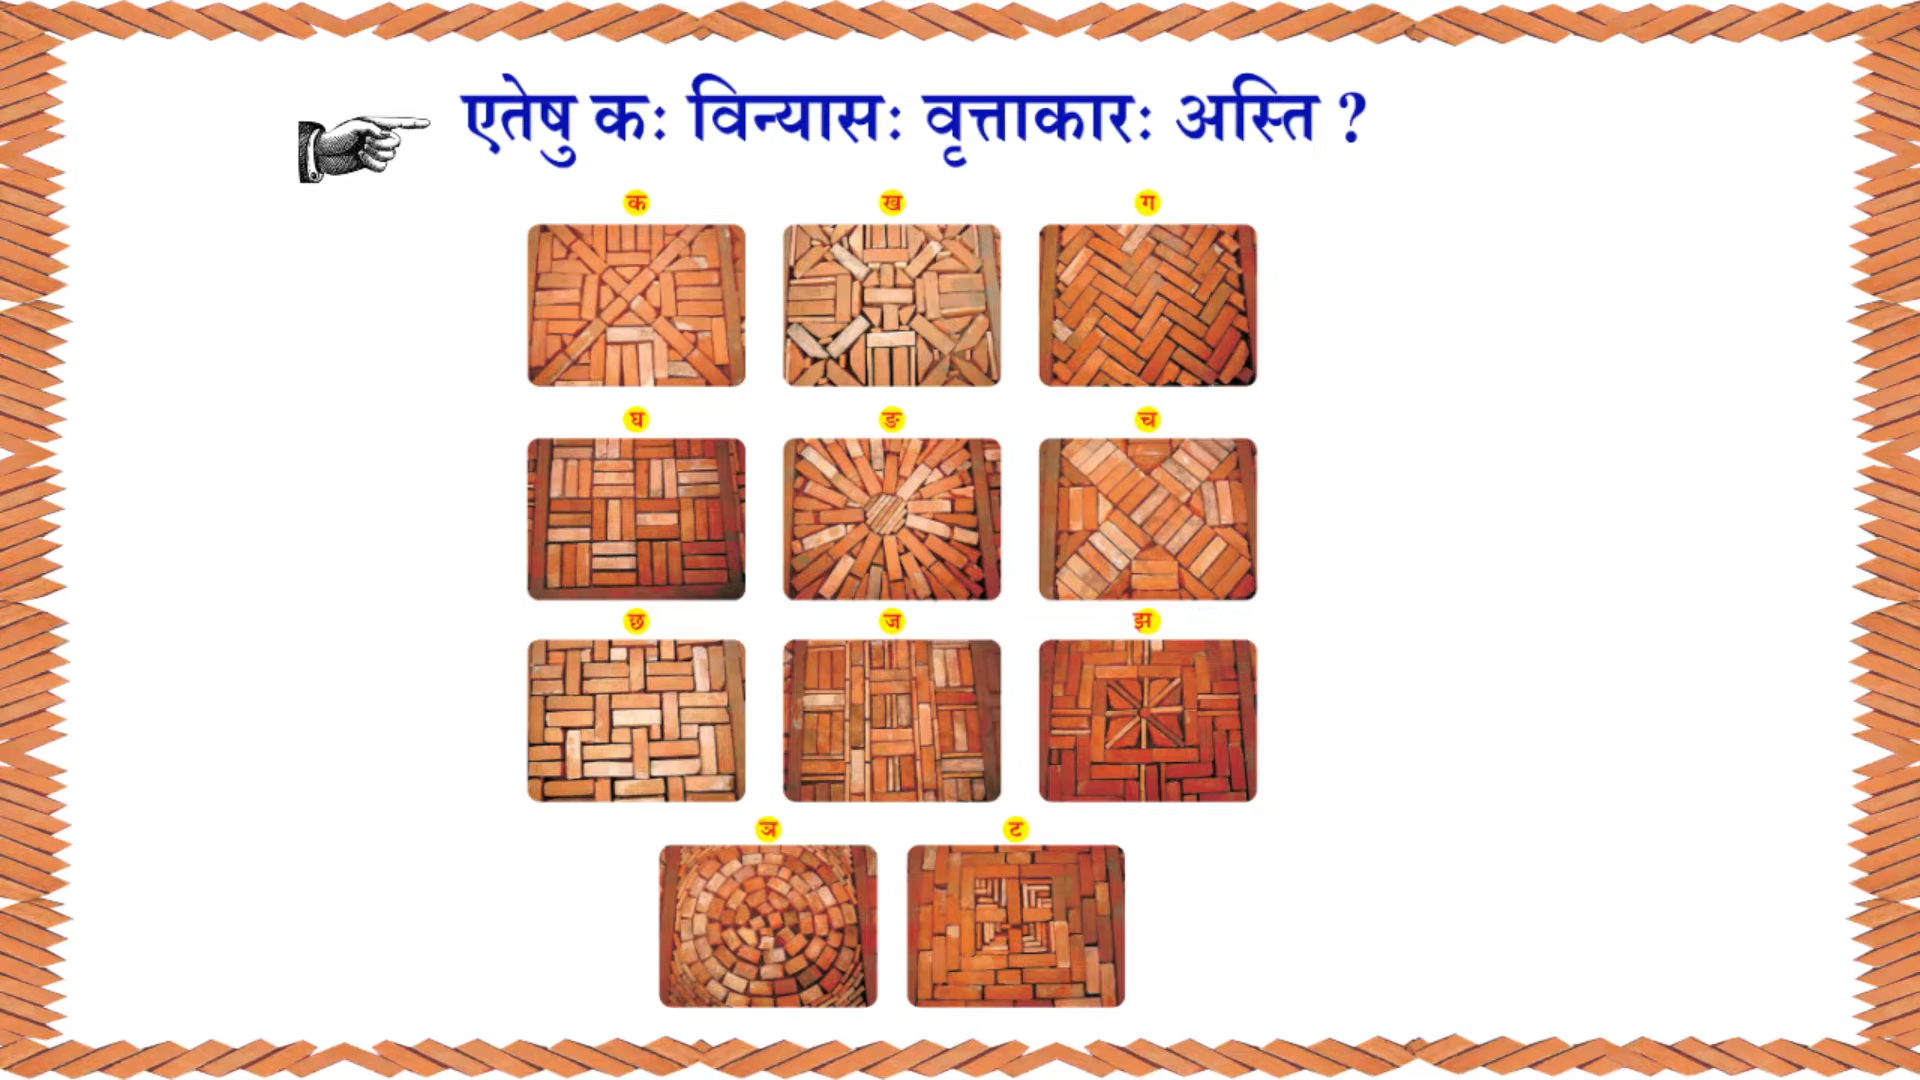 एतेषु कः विन्यासः वृत्ताकारः अस्ति ?
क ख ग
घ ङ च
छ ज झ
ञ ट